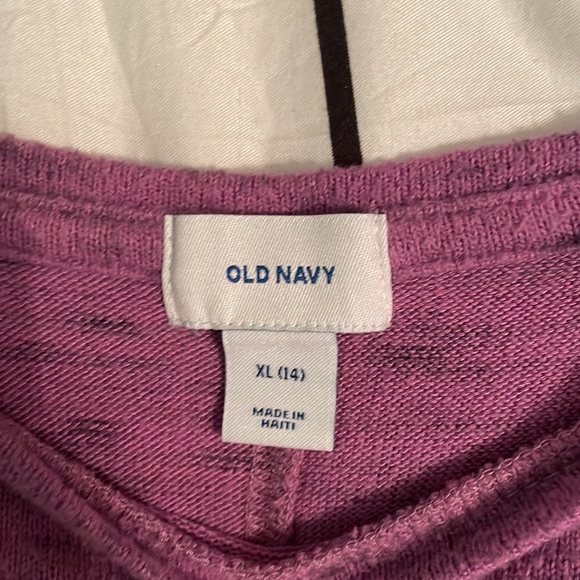 OLD NAVY
XL (14)
MADE IN
HAITI